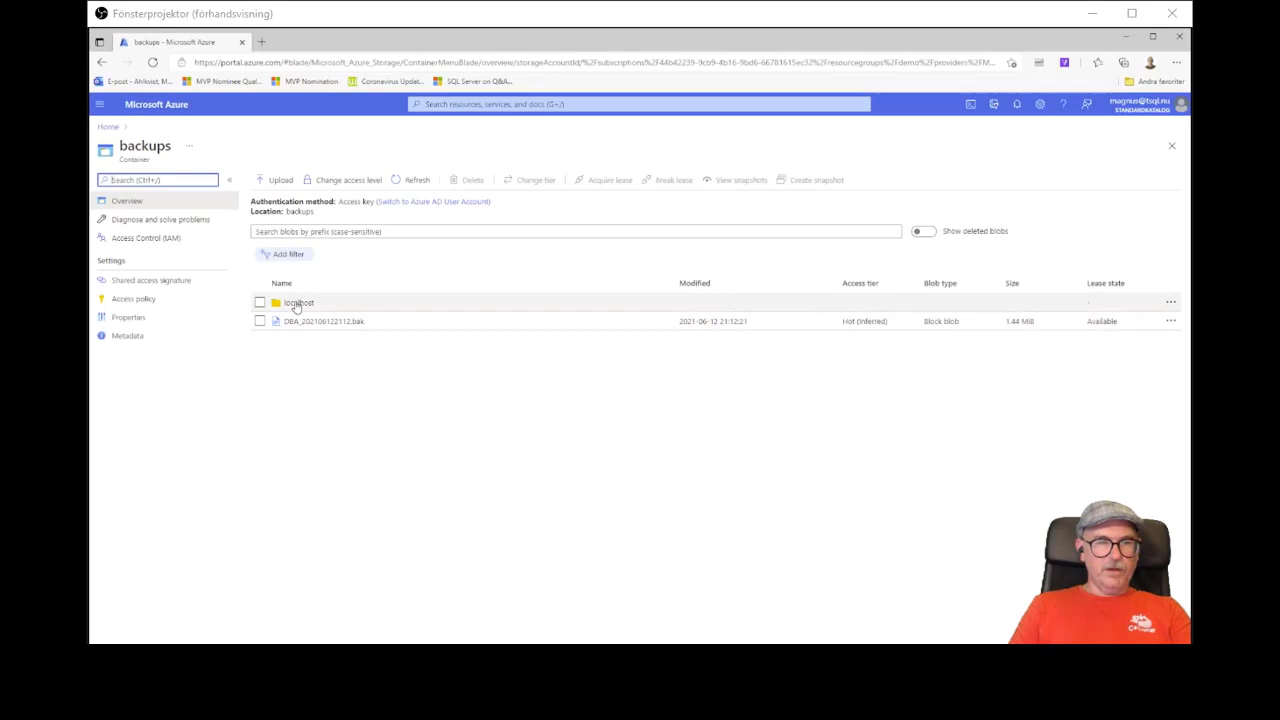 Fönsterprojektor (förhandsvisning)
backups - Microsoft Azure
https://portal.azure.com/#blade/Microsoft_Azure_Storage/ContainerMenuBlade/overview/storageAccountId/%2Fsubscriptions%2F44b42239-9cb9-4b16-9bd6-66781615ec32%2Fresourcegroups%2Fdemo%2Fproviders%2FM...
E-post - Ahlkvist, M... MVP Nominee Qual... MVP Nomination Coronavirus Updat... SQL Server on Q&A... Andra favoriter
Microsoft Azure
Search resources, services, and docs (G+/)
magnus@tsql.nu
STANDARDKATALOG
Home >
backups ...
Container
Search (Ctrl+/) «
Upload Change access level Refresh Delete Change tier Acquire lease Break lease View snapshots Create snapshot
Overview
Diagnose and solve problems
Access Control (IAM)
Settings
Shared access signature
Access policy
Properties
Metadata
Authentication method: Access key (Switch to Azure AD User Account)
Location: backups
Search blobs by prefix (case-sensitive)
Show deleted blobs
Add filter
Name Modified Access tier Blob type Size Lease state
localhost - ...
DBA_202106122112.bak 2021-06-12 21:12:21 Hot (Inferred) Block blob 1.44 MiB Available ...